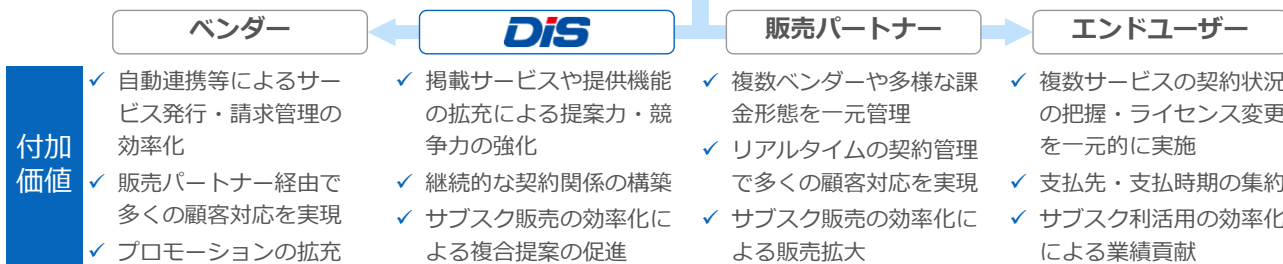 ベンダー
DiS
販売パートナー
エンドユーザー
付加
価値
✓ 自動連携等によるサー
ビス発行・請求管理の
効率化
✓ 販売パートナー経由で
多くの顧客対応を実現
✓ プロモーションの拡充
✓ 掲載サービスや提供機能
の拡充による提案力・競
争力の強化
✓ 継続的な契約関係の構築
✓ サブスク販売の効率化に
よる複合提案の促進
✓ 複数ベンダーや多様な課
金形態を一元管理
✓ リアルタイムの契約管理
で多くの顧客対応を実現
✓ サブスク販売の効率化に
よる販売拡大
✓ 複数サービスの契約状況
の把握・ライセンス変更
を一元的に実施
✓ 支払先・支払時期の集約
✓ サブスク利活用の効率化
による業績貢献